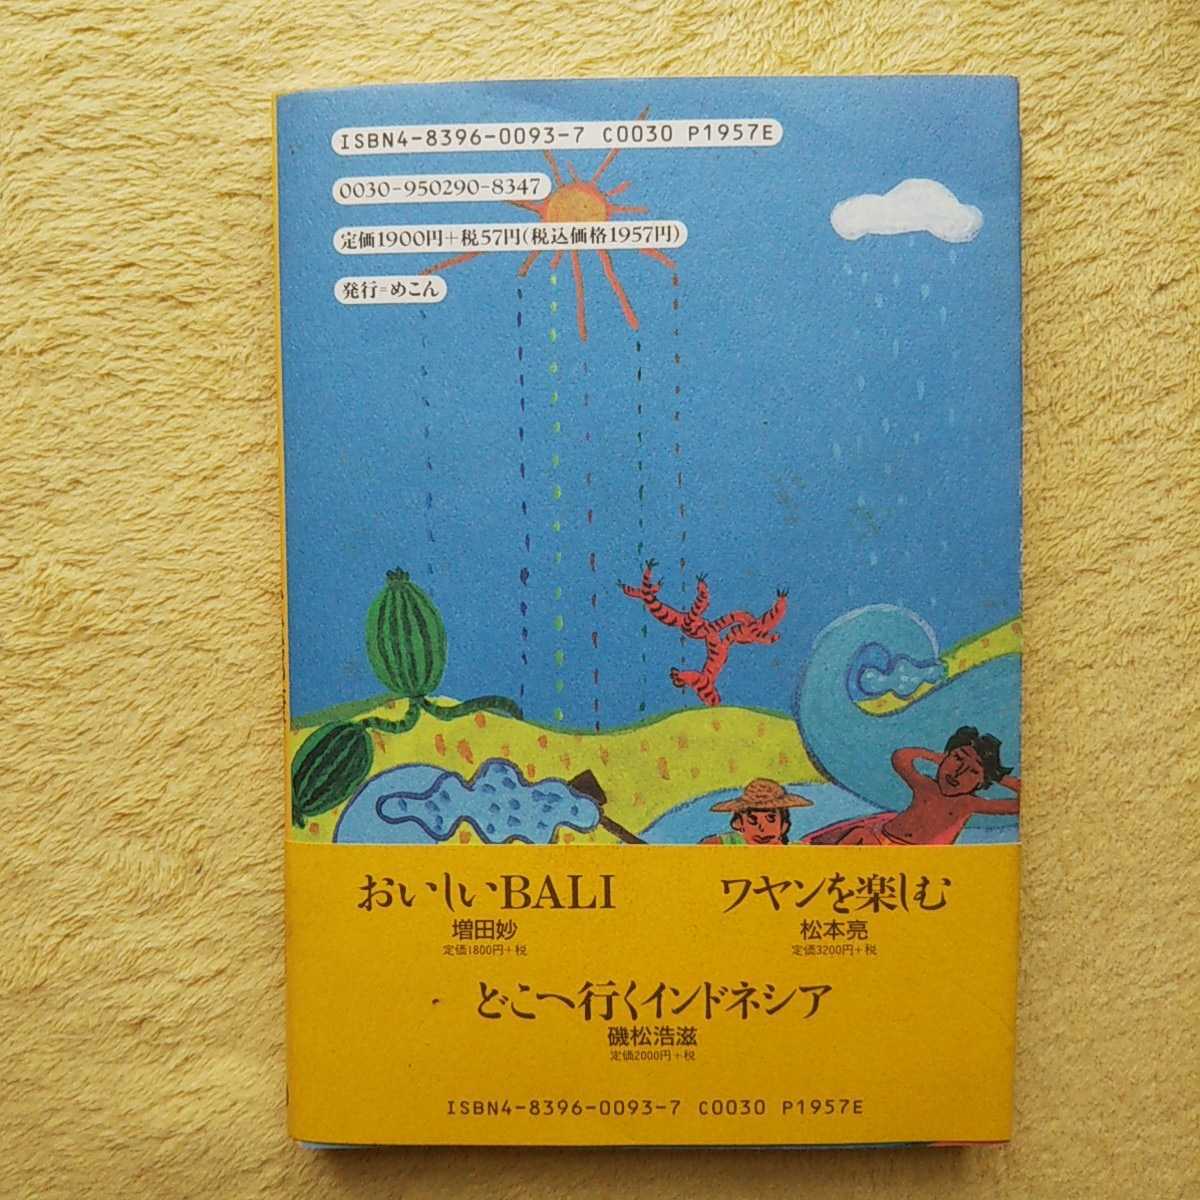 ISBN4-8396-0093-7 C0030 P1957E
0030-950290-8347
定価1900円+税57円(税込価格1957円)
発行=めこん
おいしいBALI
増田妙
定価1800円+税
ワヤンを楽しむ
松本亮
定価3200円+税
どこへ行くインドネシア
磯松浩滋
定価2000円+税
ISBN4-8396-0093-7 C0030 P1957E